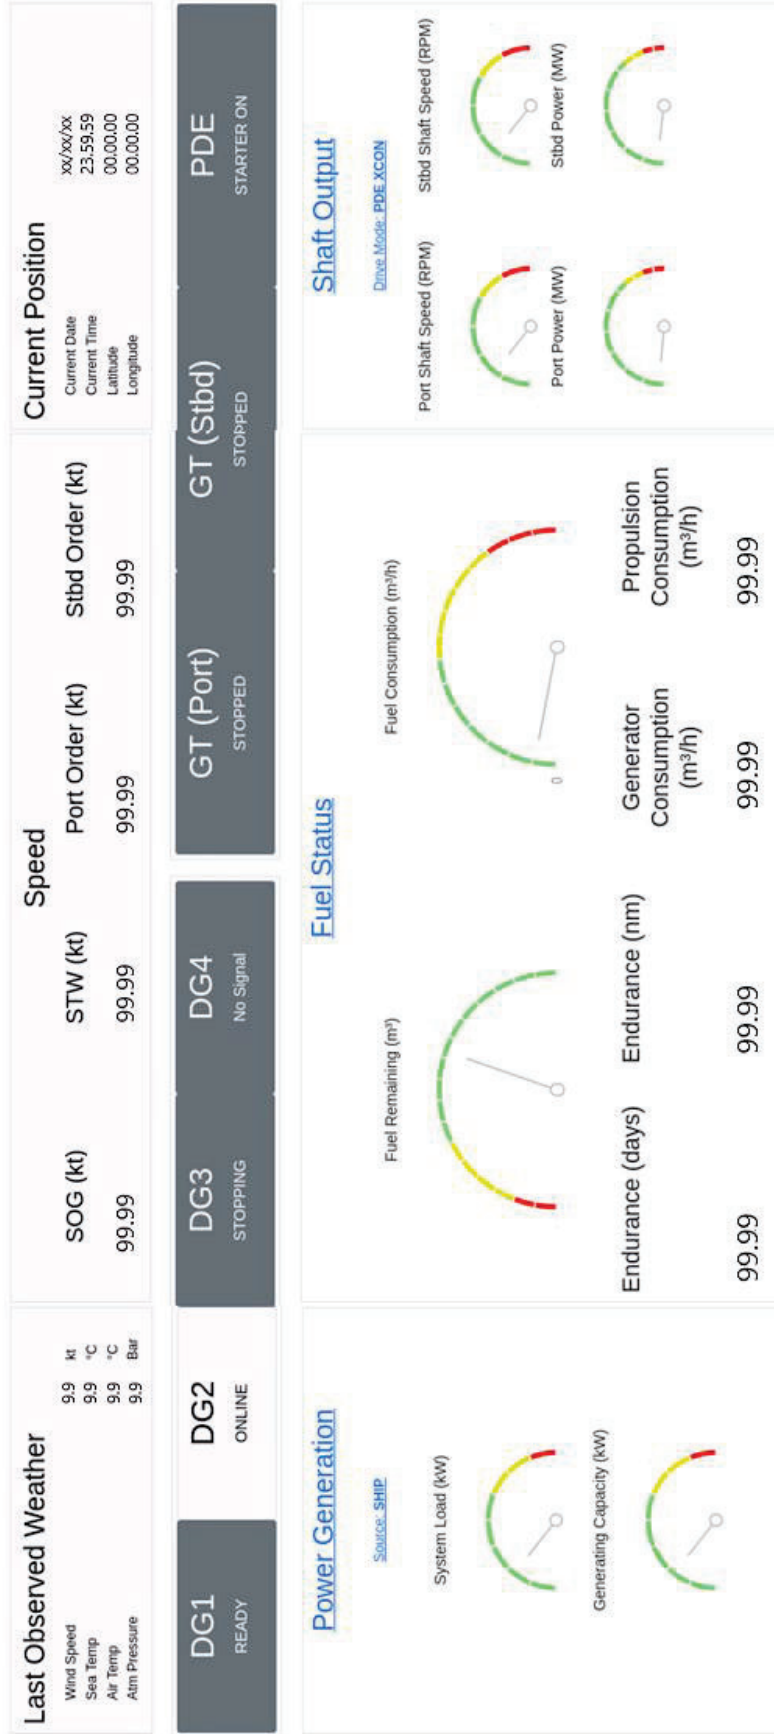 Last Observed Weather
Wind Speed 9.9 kt
Sea Temp 9.9 °C
Air Temp 9.9 °C
Atm Pressure 9.9 Bar
Speed
SOG (kt) STW (kt) Port Order (kt) Stbd Order (kt)
99.99 99.99 99.99 99.99
Current Position
Current Date xx/xx/xx
Current Time 23.59.59
Latitude 00.00.00
Longitude 00.00.00
DG1 DG2 DG3 DG4 GT (Port) GT (Stbd) PDE
READY ONLINE STOPPING No Signal STOPPED STOPPED STARTER ON
Power Generation
Source: SHIP
System Load (kW)
Generating Capacity (kW)
Fuel Status
Fuel Remaining (m³) Fuel Consumption (m³/h)
0
Endurance (days) Endurance (nm) Generator Propulsion
Consumption Consumption
(m³/h) (m³/h)
99.99 99.99 99.99 99.99
Shaft Output
Drive Mode: PDE XCON
Port Shaft Speed (RPM) Stbd Shaft Speed (RPM)
Port Power (MW) Stbd Power (MW)